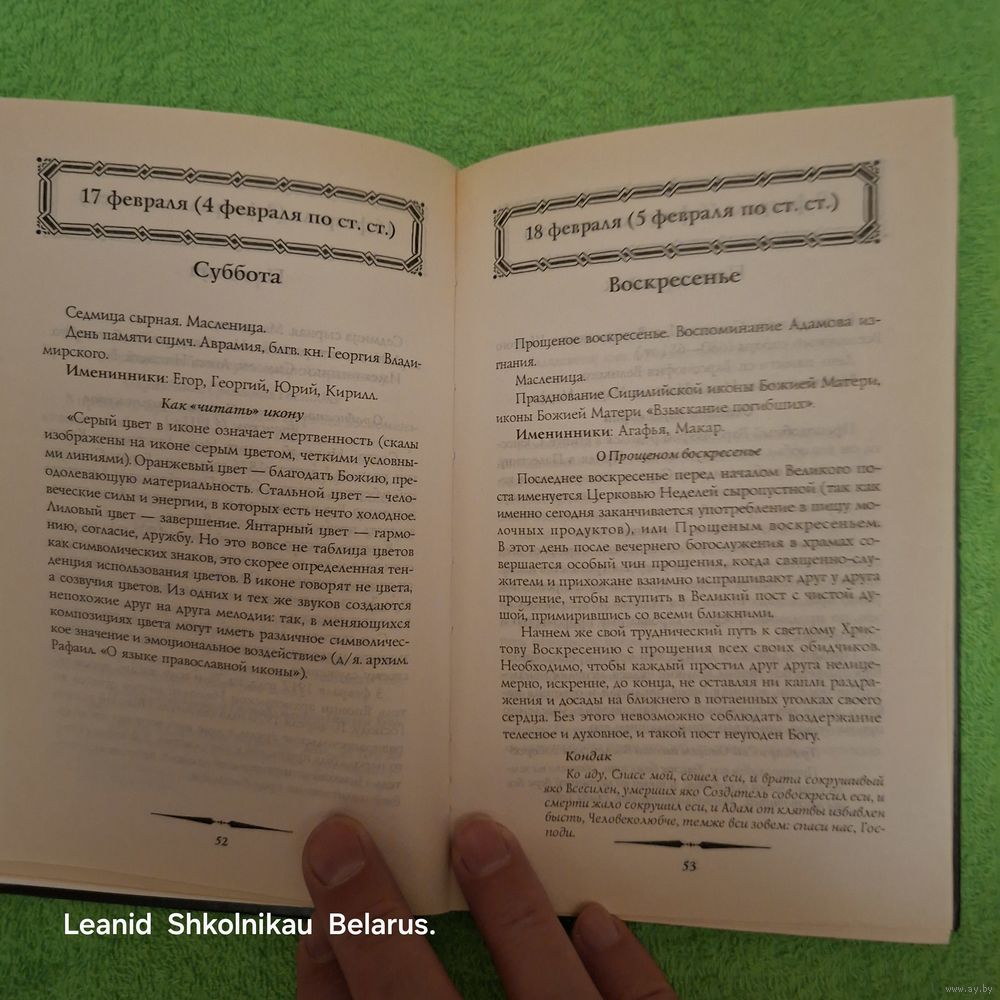 17 февраля (4 февраля по ст. ст.)
Суббота
Седмица сырная. Масленица.
День памяти сщмч. Аврамия, блгв. кн. Георгия Влади-
мирского.
Именинники: Егор, Георгий, Юрий, Кирилл.
Как «читать» икону
«Серый цвет в иконе означает мертвенность (скалы
изображены на иконе серым цветом, четкими условны-
ми линиями). Оранжевый цвет — благодать Божию, пре-
одолевающую материальность. Стальной цвет — чело-
веческие силы и энергии, в которых есть нечто холодное.
Лиловый цвет — завершение. Янтарный цвет — гармо-
нию, согласие, дружбу. Но это вовсе не таблица цветов
как символических знаков, это скорее определенная тен-
денция использования цветов. В иконе говорят не цвета,
а созвучия цветов. Из одних и тех же звуков создаются
непохожие друг на друга мелодии: так, в меняющихся
композициях цвета могут иметь различное символичес-
кое значение и эмоциональное воздействие» (д/я. архим.
Рафаил. «О языке православной иконы»).
52
18 февраля (5 февраля по ст. ст.)
Воскресенье
Прощеное воскресенье. Воспоминание Адамова из-
гнания.
Масленица.
Празднование Сицилийской иконы Божией Матери,
иконы Божией Матери «Взыскание погибших».
Именинники: Агафья, Макар.
О Прощеном воскресенье
Последнее воскресенье перед началом Великого по-
ста именуется Церковью Неделей сыропустной (так как
именно сегодня заканчивается употребление в пищу мо-
лочных продуктов), или Прощеным воскресеньем.
В этот день после вечернего богослужения в храмах со-
вершается особый чин прощения, когда священно-слу-
жители и прихожане взаимно испрашивают друг у друга
прощение, чтобы вступить в Великий пост с чистой ду-
шой, примирившись со всеми ближними.
Начнем же свой труднический путь к светлому Хрис-
тову Воскресению с прощения всех своих обидчиков.
Необходимо, чтобы каждый простил друг друга нелице-
мерно, искренне, до конца, не оставляя ни капли раздра-
жения и досады на ближнего в потаенных уголках своего
сердца. Без этого невозможно соблюдать воздержание
телесное и духовное, и такой пост неугоден Богу.
Кондак
Ко аду, Спасе мой, сошел еси, и врата сокрушивый
яко Всесилен, умерших яко Создатель совоскресил еси, и
смерти жало сокрушил еси, и Адам от клятвы избавлен
бысть, Человеколюбче, темже вси зовем: спаси нас, Гос-
поди.
53
Leanid Shkolnikau Belarus.
www.ay.by